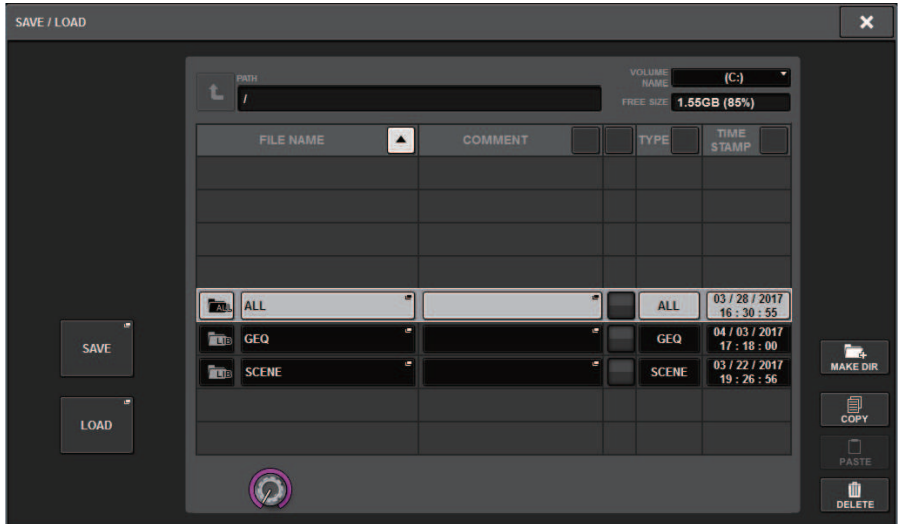 SAVE / LOAD
PATH
/
VOLUME
NAME
(C:)
FREE SIZE
1.55GB (85%)
FILE NAME
COMMENT
TYPE
TIME
STAMP
ALL
ALL
ALL
03 / 28 / 2017
16 : 30 : 55
LIB
GEQ
GEQ
04 / 03 / 2017
17 : 18 : 00
LIB
SCENE
SCENE
03 / 22 / 2017
19 : 26 : 56
SAVE
LOAD
MAKE DIR
COPY
PASTE
DELETE